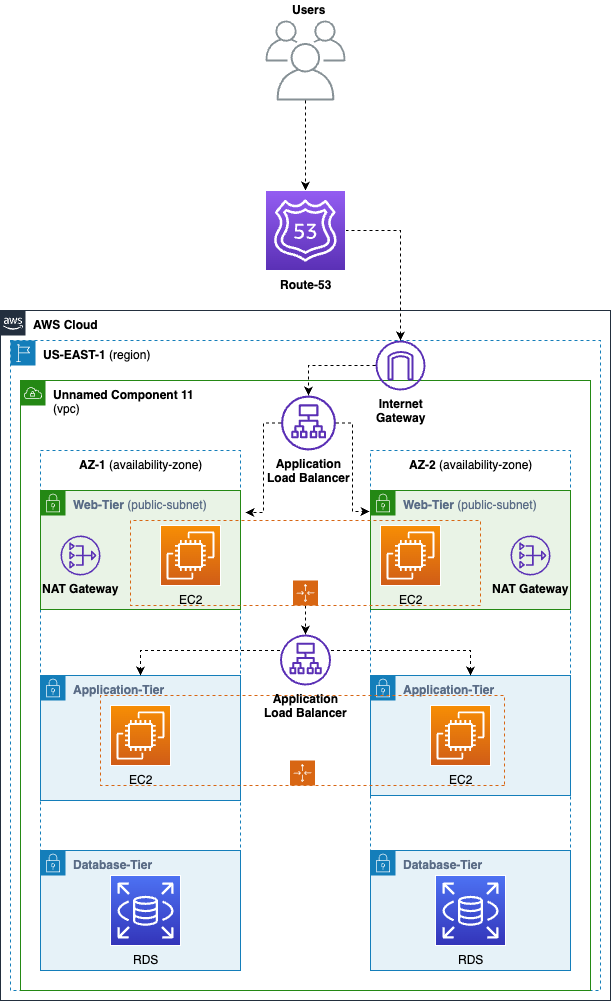 Users
53
Route-53
aws
AWS Cloud
US-EAST-1 (region)
Unnamed Component 11
(vpc)
Internet
Gateway
Application
Load Balancer
AZ-1 (availability-zone)
AZ-2 (availability-zone)
Web-Tier (public-subnet)
Web-Tier (public-subnet)
NAT Gateway
EC2
EC2
NAT Gateway
Application-Tier
Application
Load Balancer
Application-Tier
EC2
EC2
Database-Tier
Database-Tier
RDS
RDS